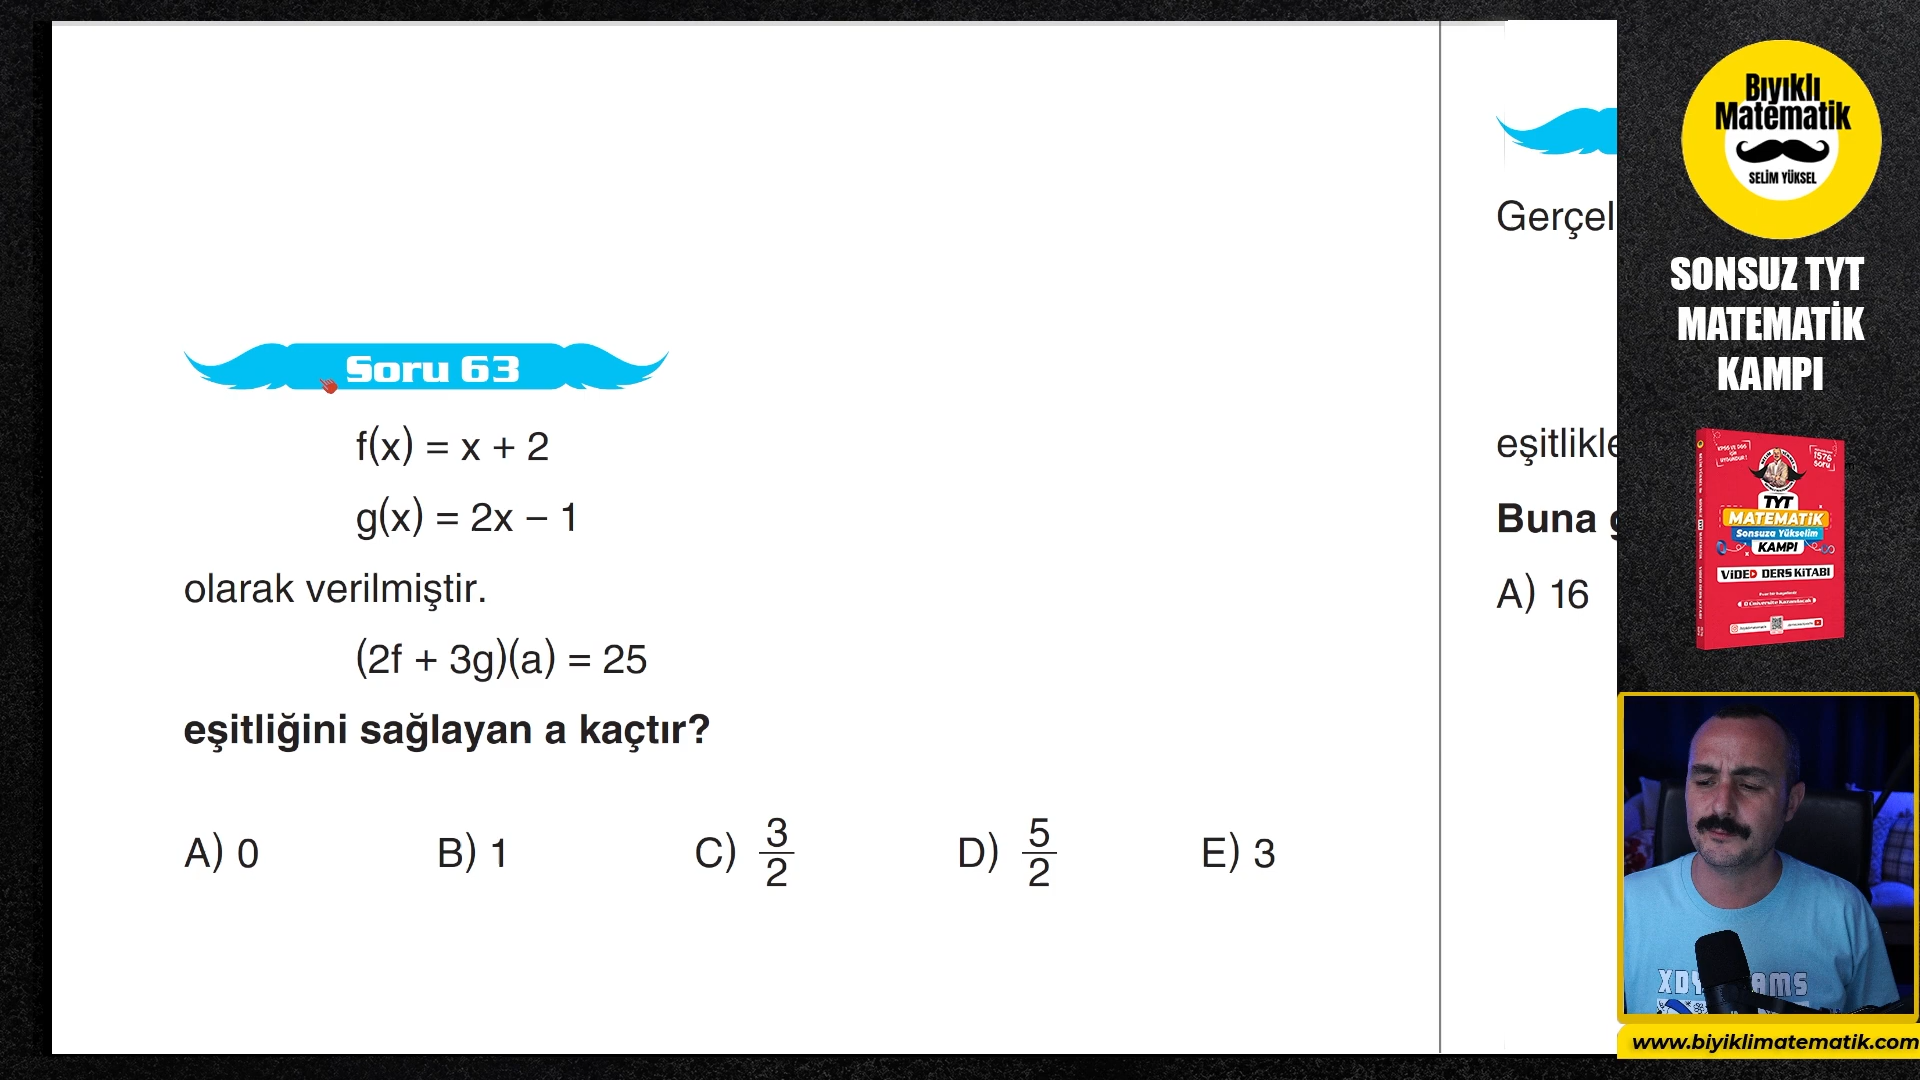 Soru 63
f(x) = x + 2
g(x) = 2x – 1
olarak verilmiştir.
(2f + 3g)(a) = 25
eşitliğini sağlayan a kaçtır?
A) 0 B) 1 C) 3/2 D) 5/2 E) 3
Gerçel
eşitlikle
Buna
A) 16
Bıyıklı
Matematik
SELİM YÜKSEL
SONSUZ TYT
MATEMATİK
KAMPI
1576
Soru
TYT
MATEMATİK
Sonsuza Yükselim
KAMPI
VİDEO DERS KİTABI
www.biyiklimatematik.com